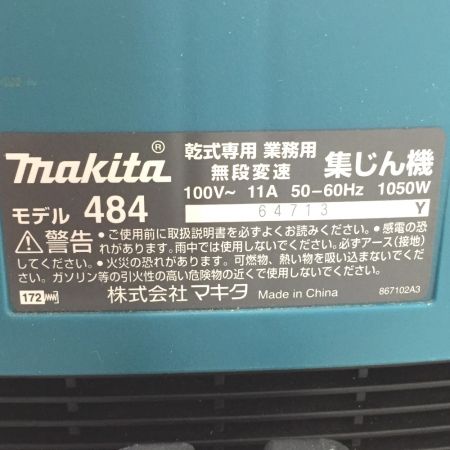 makita®
乾式専用 業務用
無段変速
集じん機
100V～ 11A 50-60Hz 1050W
モデル 484
64713
Y
⚠警告 ・ご使用前に取扱説明書を必ずよくお読みください。・感電の恐
れがあります。雨中では使用しないでください。必ずアース(接地)
してください。・火災の恐れがあります。可燃物、熱い物を吸い込ませないでくだ
さい。ガソリン等の引火性の高い危険物の近くで使用しないでください。
172
株式会社 マキタ Made in China
867102A3